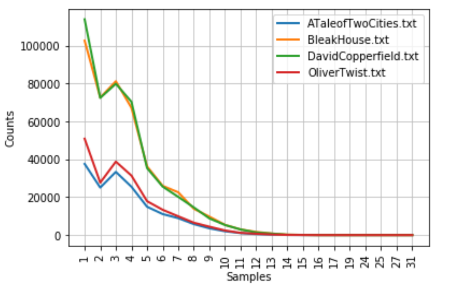 ATaleofTwoCities.txt
BleakHouse.txt
DavidCopperfield.txt
OliverTwist.txt
100000
80000
60000
40000
20000
0
Counts
1 2 3 4 5 6 7 8 9 10 11 12 13 14 15 16 17 19 24 25 27 31
Samples